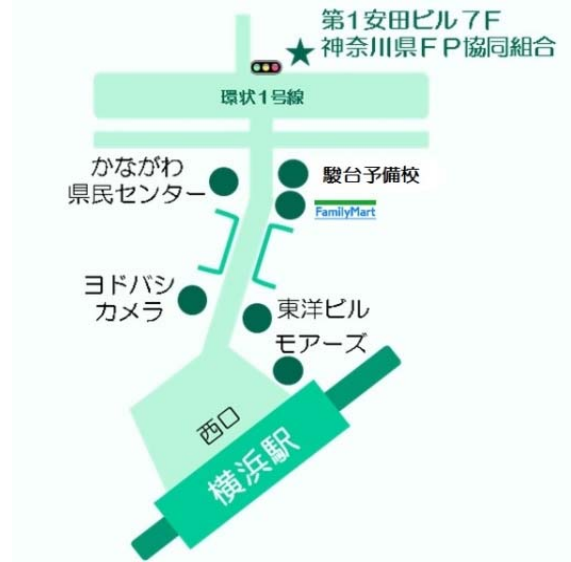 第1安田ビル7F
神奈川県FP協同組合
環状1号線
かながわ
県民センター
駿台予備校
FamilyMart
ヨドバシ
カメラ
東洋ビル
モアーズ
西口
横浜駅